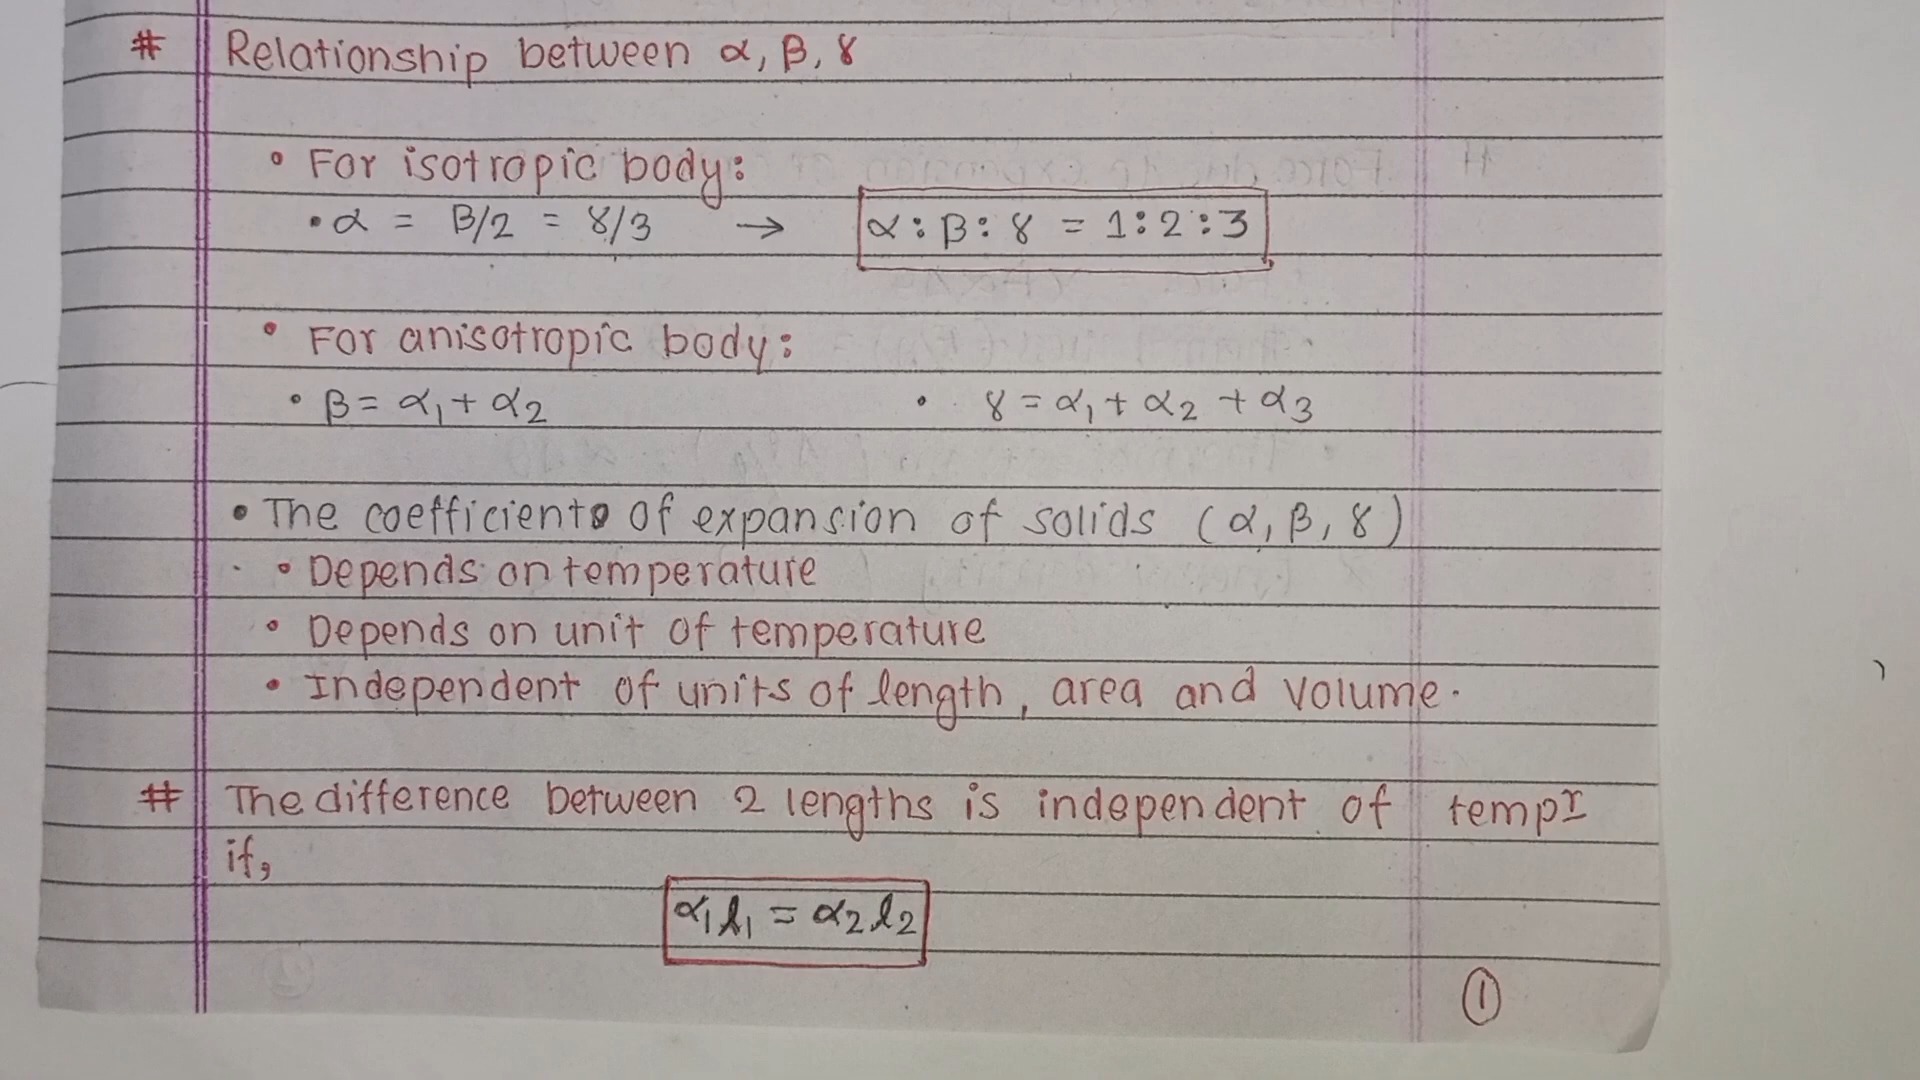 # Relationship between α, β, γ
• For isotropic body:
• α = β/2 = γ/3 → α : β : γ = 1 : 2 : 3
• For anisotropic body:
• β = α₁ + α₂ • γ = α₁ + α₂ + α₃
• The coefficients of expansion of solids (α, β, γ)
• Depends on temperature
• Depends on unit of temperature
• Independent of units of length, area and volume.
# The difference between 2 lengths is independent of tempr
if,
α₁l₁ = α₂l₂
1